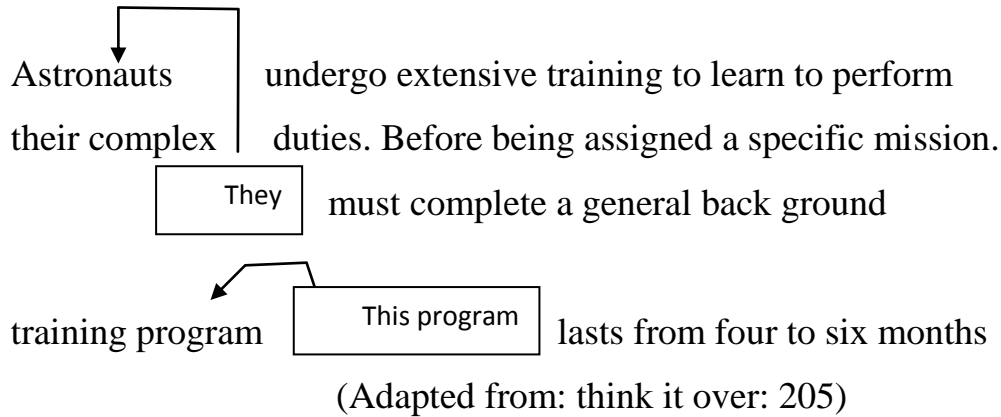 Astronauts undergo extensive training to learn to perform
their complex duties. Before being assigned a specific mission.
They must complete a general back ground
training program This program lasts from four to six months
(Adapted from: think it over: 205)